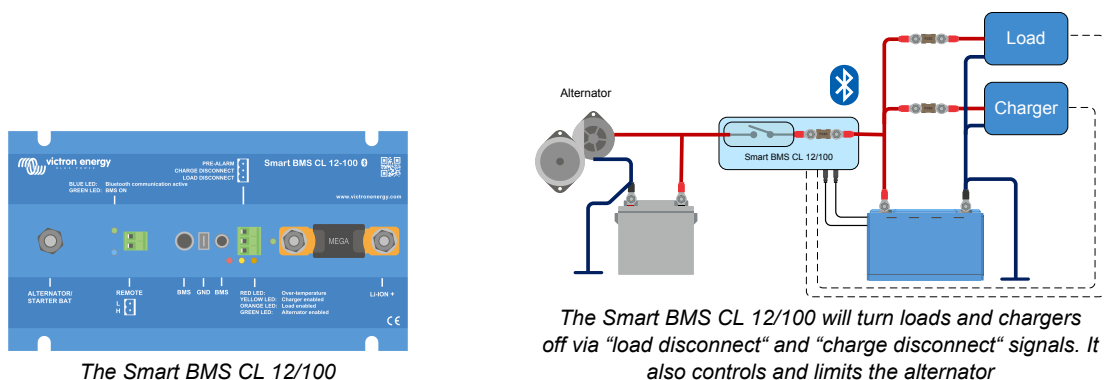 victron energy
BLUE POWER
PRE-ALARM
CHARGE DISCONNECT
LOAD DISCONNECT
Smart BMS CL 12-100
BLUE LED: Bluetooth communication active
GREEN LED: BMS ON
www.victronenergy.com
MEGA
ALTERNATOR/
STARTER BAT
REMOTE
L
H
BMS GND BMS
RED LED: Over-temperature
YELLOW LED: Charger enabled
ORANGE LED: Load enabled
GREEN LED: Alternator enabled
LI-ION +
CE
The Smart BMS CL 12/100
Alternator
Smart BMS CL 12/100
Load
Charger
The Smart BMS CL 12/100 will turn loads and chargers
off via “load disconnect“ and “charge disconnect“ signals. It
also controls and limits the alternator